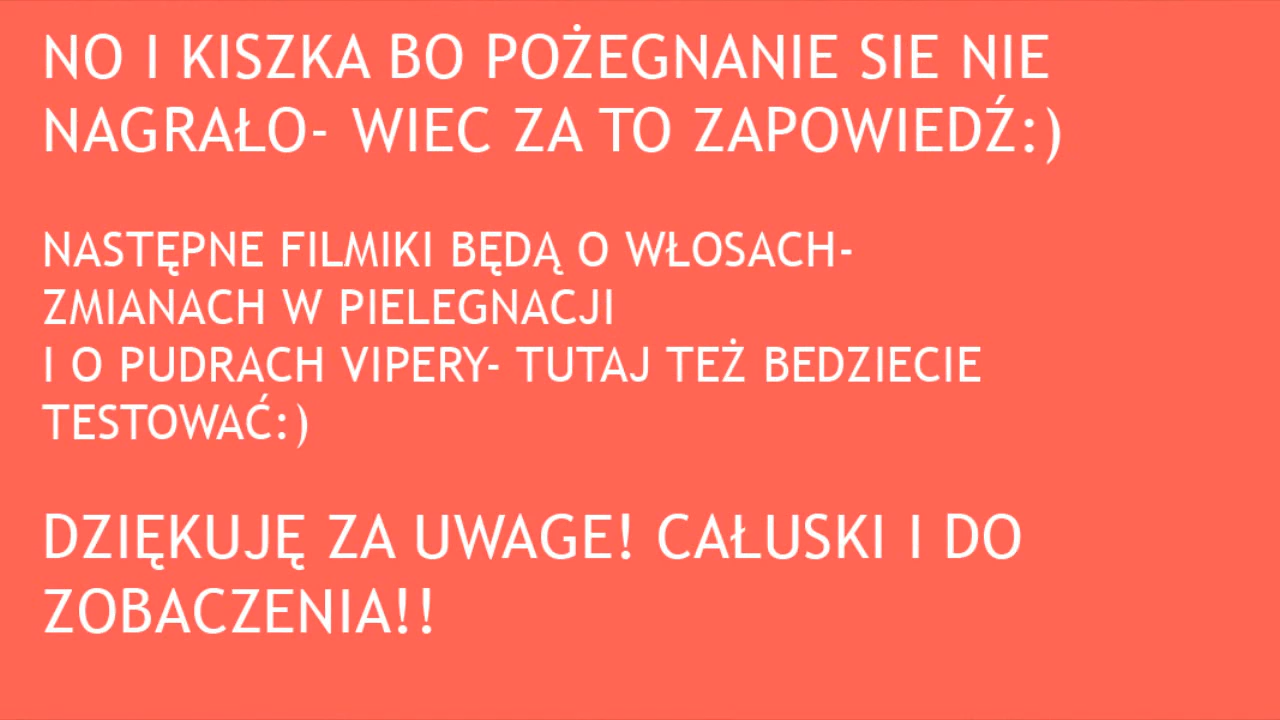 NO I KISZKA BO POŻEGNANIE SIE NIE
NAGRAŁO- WIEC ZA TO ZAPOWIEDŹ:)
NASTĘPNE FILMIKI BĘDĄ O WŁOSACH-
ZMIANACH W PIELEGNACJI
I O PUDRACH VIPERY- TUTAJ TEŻ BEDZIECIE
TESTOWAĆ:)
DZIĘKUJĘ ZA UWAGE! CAŁUSKI I DO
ZOBACZENIA!!